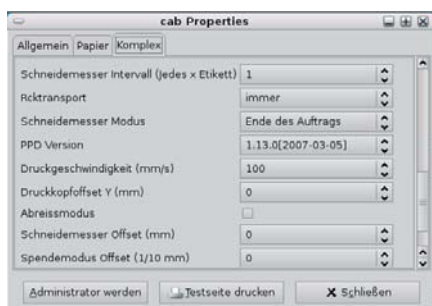 cab Properties
Allgemein Papier Komplex
Schneidemesser Intervall (Jedes x Etikett) 1
Rcktransport immer
Schneidemesser Modus Ende des Auftrags
PPD Version 1.13.0[2007-03-05]
Druckgeschwindigkeit (mm/s) 100
Druckkopfoffset Y (mm) 0
Abreissmodus
Schneidemesser Offset (mm) 0
Spendemodus Offset (1/10 mm) 0
Administrator werden Testseite drucken Schließen